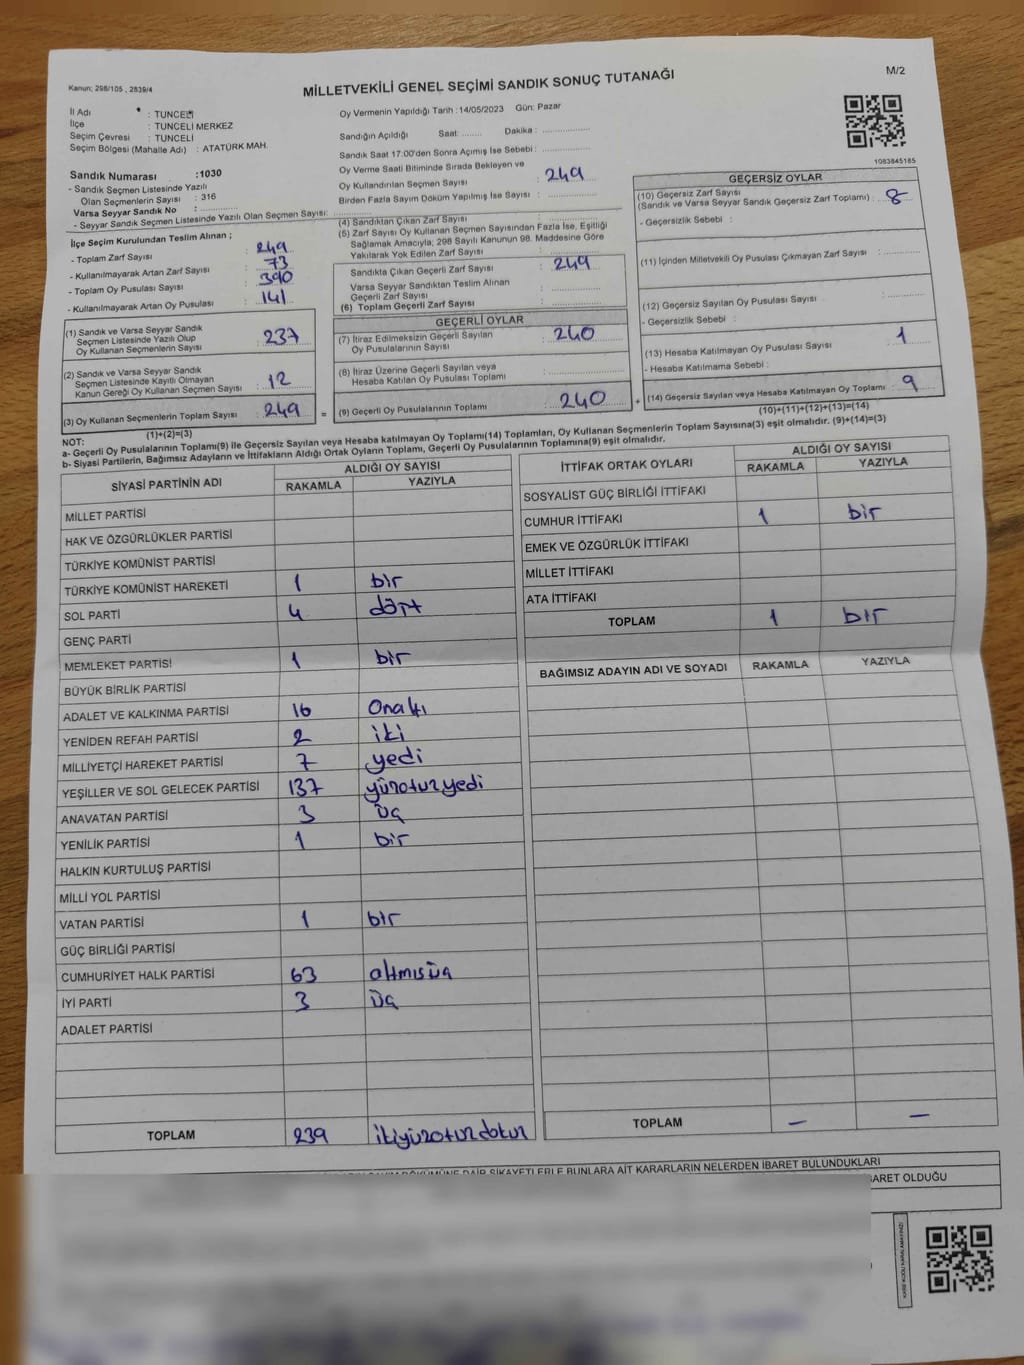 Kanun; 298/105 , 2839/4
MİLLETVEKİLİ GENEL SEÇİMİ SANDIK SONUÇ TUTANAĞI
M/2
İl Adı : TUNCELİ
İlçe : TUNCELİ MERKEZ
Seçim Çevresi : TUNCELİ
Seçim Bölgesi (Mahalle Adı) : ATATÜRK MAH.
Oy Vermenin Yapıldığı Tarih : 14/05/2023 Gün: Pazar
Sandığın Açıldığı Saat: ........ Dakika : ................
Sandık Saat 17:00'den Sonra Açımış İse Sebebi : ................
Oy Verme Saati Bitiminde Sırada Bekleyen ve
Oy Kullandırılan Seçmen Sayısı : 249
Birden Fazla Sayım Döküm Yapılmış İse Sayısı : ................
1083845185
Sandık Numarası :1030
- Sandık Seçmen Listesinde Yazılı
Olan Seçmenlerin Sayısı : 316
Varsa Seyyar Sandık No : ................
- Seyyar Sandık Seçmen Listesinde Yazılı Olan Seçmen Sayısı: ................
İlçe Seçim Kurulundan Teslim Alınan ;
- Toplam Zarf Sayısı : 249
- Kullanılmayarak Artan Zarf Sayısı : 73
- Toplam Oy Pusulası Sayısı : 390
- Kullanılmayarak Artan Oy Pusulası : 141
(1) Sandık ve Varsa Seyyar Sandık
Seçmen Listesinde Yazılı Olup
Oy Kullanan Seçmenlerin Sayısı : 237
(2) Sandık ve Varsa Seyyar Sandık
Seçmen Listesinde Kayıtlı Olmayan
Kanun Gereği Oy Kullanan Seçmen Sayısı : 12
(3) Oy Kullanan Seçmenlerin Toplam Sayısı : 249 =
(1)+(2)=(3)
(4) Sandıktan Çıkan Zarf Sayısı : ................
(5) Zarf Sayısı Oy Kullanan Seçmen Sayısından Fazla İse, Eşitliği
Sağlamak Amacıyla; 298 Sayılı Kanunun 98. Maddesine Göre
Yakılarak Yok Edilen Zarf Sayısı : ................
Sandıkta Çıkan Geçerli Zarf Sayısı : 249
Varsa Seyyar Sandıktan Teslim Alınan
Geçerli Zarf Sayısı : ................
(6) Toplam Geçerli Zarf Sayısı : ................
GEÇERLİ OYLAR
(7) İtiraz Edilmeksizin Geçerli Sayılan
Oy Pusulalarının Sayısı : 240
(8) İtiraz Üzerine Geçerli Sayılan veya
Hesaba Katılan Oy Pusulası Toplamı : ................
(9) Geçerli Oy Pusulalarının Toplamı : 240 +
GEÇERSİZ OYLAR
(10) Geçersiz Zarf Sayısı
(Sandık ve Varsa Seyyar Sandık Geçersiz Zarf Toplamı) : 8
- Geçersizlik Sebebi :
(11) İçinden Milletvekili Oy Pusulası Çıkmayan Zarf Sayısı : ................
(12) Geçersiz Sayılan Oy Pusulası Sayısı : ................
- Geçersizlik Sebebi :
(13) Hesaba Katılmayan Oy Pusulası Sayısı : 1
- Hesaba Katılmama Sebebi :
(14) Geçersiz Sayılan veya Hesaba Katılmayan Oy Toplamı : 9
(10)+(11)+(12)+(13)=(14)
NOT:
a- Geçerli Oy Pusulalarının Toplamı(9) ile Geçersiz Sayılan veya Hesaba katılmayan Oy Toplamı(14) Toplamları, Oy Kullanan Seçmenlerin Toplam Sayısına(3) eşit olmalıdır. (9)+(14)=(3)
b- Siyasi Partilerin, Bağımsız Adayların ve İttifakların Aldığı Ortak Oyların Toplamı, Geçerli Oy Pusulalarının Toplamına(9) eşit olmalıdır.
SİYASİ PARTİNİN ADI ALDIĞI OY SAYISI
RAKAMLA YAZIYLA
MİLLET PARTİSİ
HAK VE ÖZGÜRLÜKLER PARTİSİ
TÜRKİYE KOMÜNİST PARTİSİ
TÜRKİYE KOMÜNİST HAREKETİ 1 bir
SOL PARTİ 4 dört
GENÇ PARTİ
MEMLEKET PARTİSİ 1 bir
BÜYÜK BİRLİK PARTİSİ
ADALET VE KALKINMA PARTİSİ 16 Onaltı
YENİDEN REFAH PARTİSİ 2 iki
MİLLİYETÇİ HAREKET PARTİSİ 7 yedi
YEŞİLLER VE SOL GELECEK PARTİSİ 137 yüzotuzyedi
ANAVATAN PARTİSİ 3 üç
YENİLİK PARTİSİ 1 bir
HALKIN KURTULUŞ PARTİSİ
MİLLİ YOL PARTİSİ
VATAN PARTİSİ 1 bir
GÜÇ BİRLİĞİ PARTİSİ
CUMHURİYET HALK PARTİSİ 63 altmısüç
İYİ PARTİ 3 üç
ADALET PARTİSİ
TOPLAM 239 ikiyüzotuzdokuz
İTTİFAK ORTAK OYLARI ALDIĞI OY SAYISI
RAKAMLA YAZIYLA
SOSYALİST GÜÇ BİRLİĞİ İTTİFAKI
CUMHUR İTTİFAKI 1 bir
EMEK VE ÖZGÜRLÜK İTTİFAKI
MİLLET İTTİFAKI
ATA İTTİFAKI
TOPLAM 1 bir
BAĞIMSIZ ADAYIN ADI VE SOYADI RAKAMLA YAZIYLA
TOPLAM — —
DÖKÜMÜNE DAİR ŞİKAYETLERLE BUNLARA AİT KARARLARIN NELERDEN İBARET BULUNDUKLARI
BARET OLDUĞU